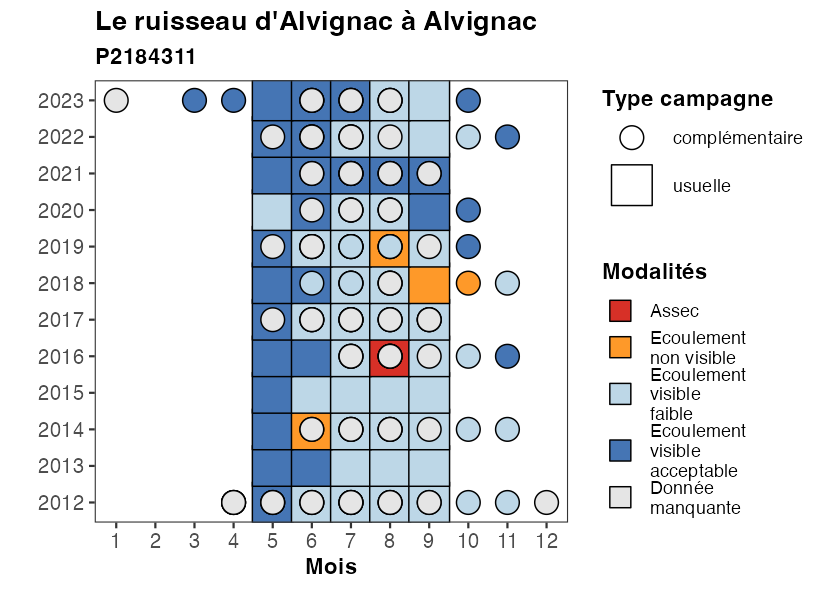 Le ruisseau d'Alvignac à Alvignac
P2184311
2023
2022
2021
2020
2019
2018
2017
2016
2015
2014
2013
2012
1 2 3 4 5 6 7 8 9 10 11 12
Mois
Type campagne
complémentaire
usuelle
Modalités
Assec
Ecoulement
non visible
Ecoulement
visible
faible
Ecoulement
visible
acceptable
Donnée
manquante